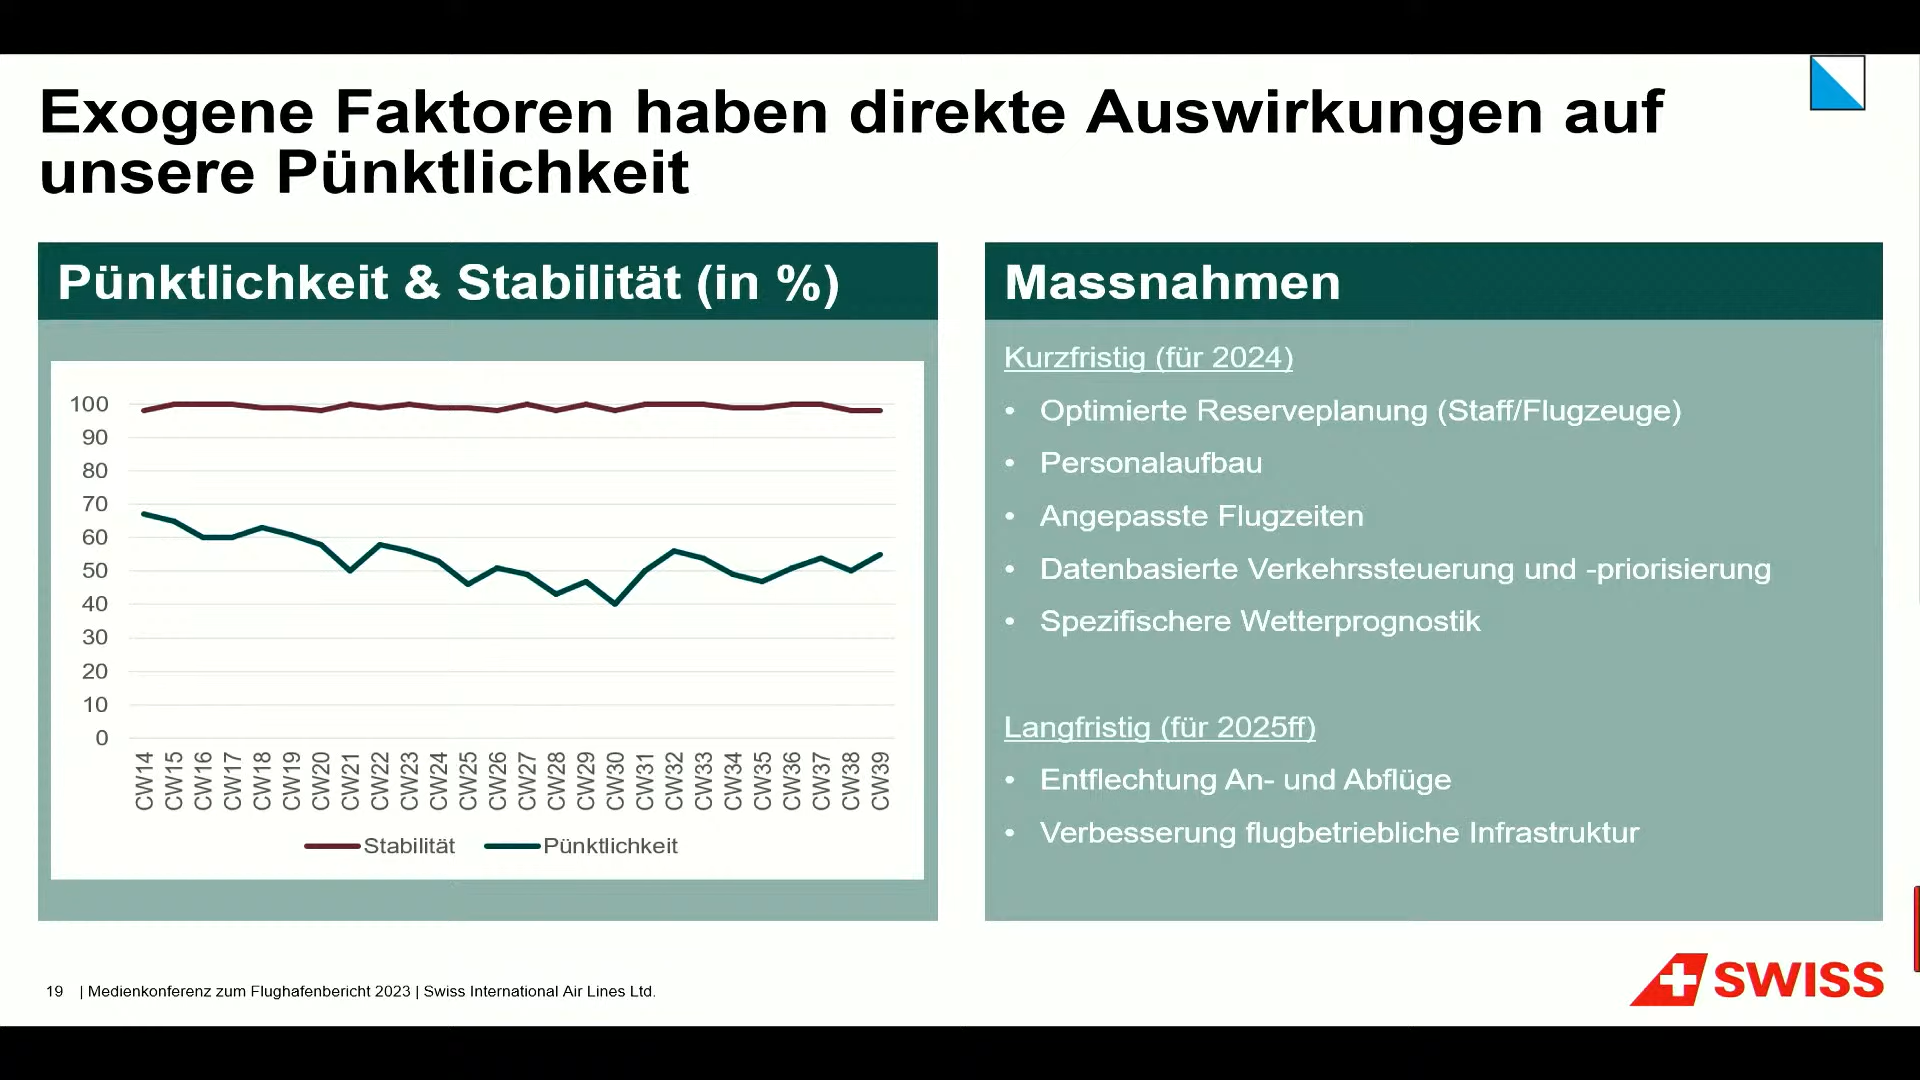 Exogene Faktoren haben direkte Auswirkungen auf
unsere Pünktlichkeit
Pünktlichkeit & Stabilität (in %)
100
90
80
70
60
50
40
30
20
10
0
CW14 CW15 CW16 CW17 CW18 CW19 CW20 CW21 CW22 CW23 CW24 CW25 CW26 CW27 CW28 CW29 CW30 CW31 CW32 CW33 CW34 CW35 CW36 CW37 CW38 CW39
Stabilität Pünktlichkeit
Massnahmen
Kurzfristig (für 2024)
• Optimierte Reserveplanung (Staff/Flugzeuge)
• Personalaufbau
• Angepasste Flugzeiten
• Datenbasierte Verkehrssteuerung und -priorisierung
• Spezifischere Wetterprognostik
Langfristig (für 2025ff)
• Entflechtung An- und Abflüge
• Verbesserung flugbetriebliche Infrastruktur
19 | Medienkonferenz zum Flughafenbericht 2023 | Swiss International Air Lines Ltd.
SWISS